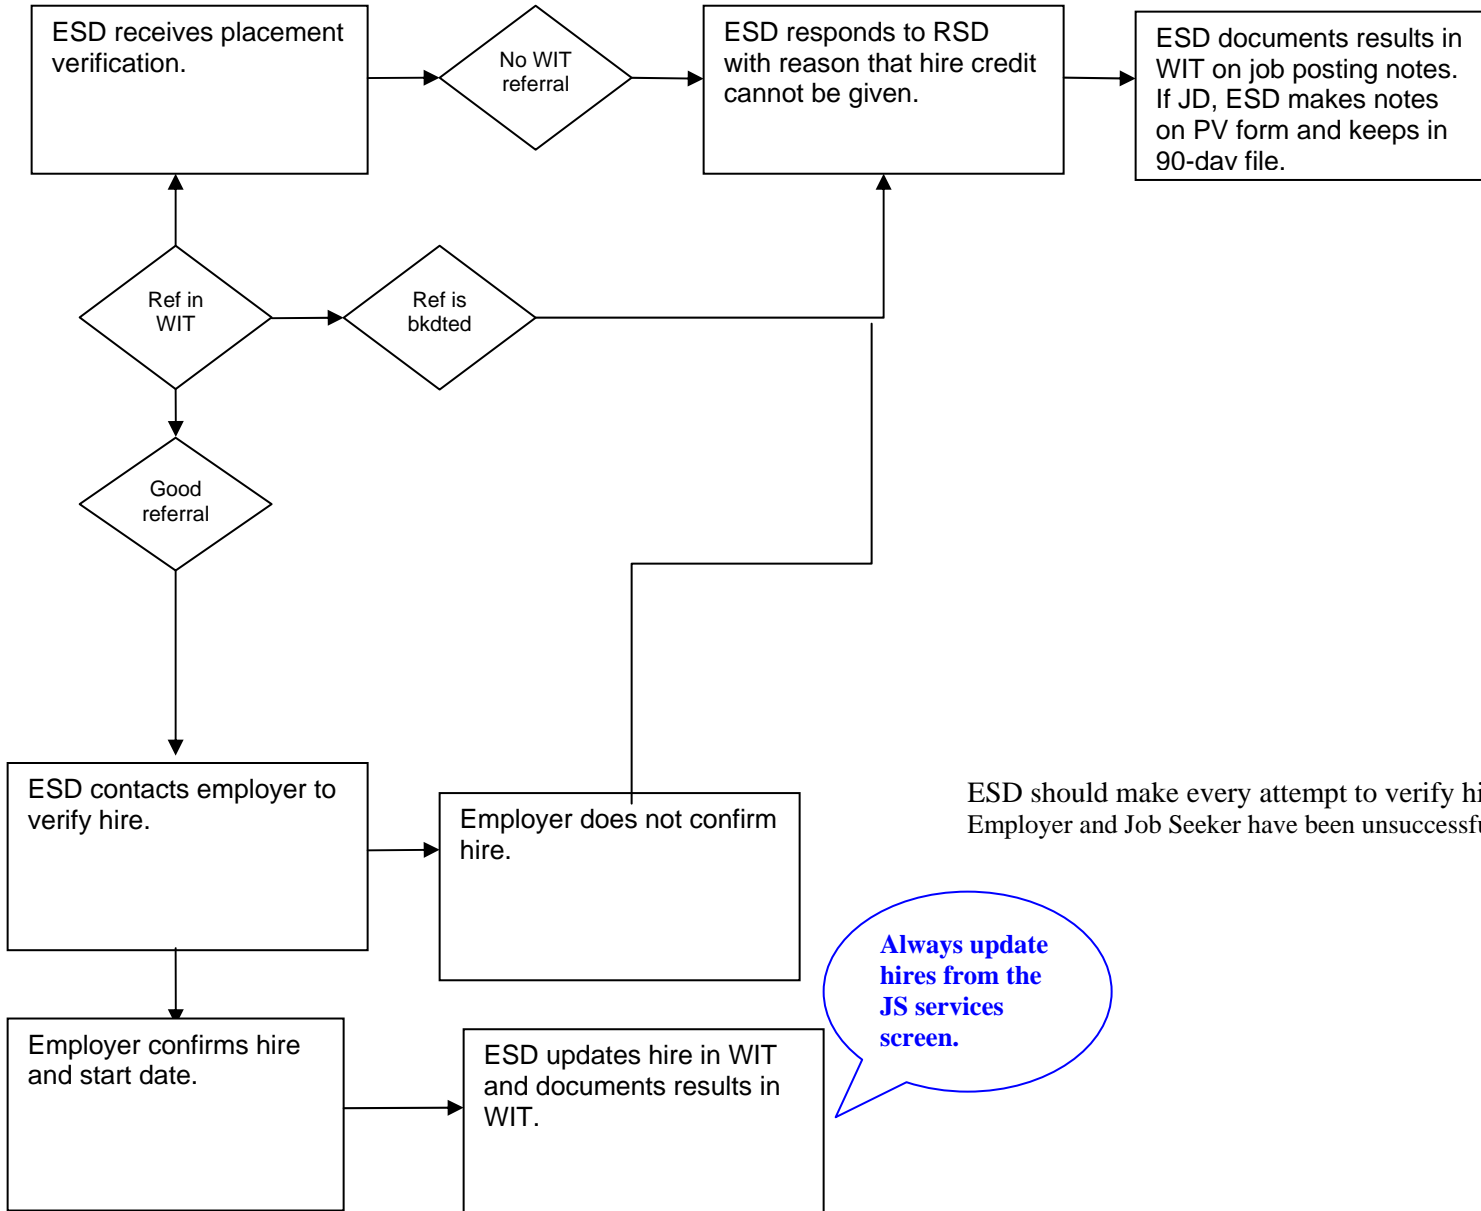 ESD receives placement
verification.
No WIT
referral
ESD responds to RSD
with reason that hire credit
cannot be given.
ESD documents results in
WIT on job posting notes.
If JD, ESD makes notes
on PV form and keeps in
90-day file.
Ref in
WIT
Ref is
bkdted
Good
referral
ESD contacts employer to
verify hire.
Employer does not confirm
hire.
ESD should make every attempt to verify
Employer and Job Seeker have been
Always update
hires from the
JS services
screen.
Employer confirms hire
and start date.
ESD updates hire in WIT
and documents results in
WIT.